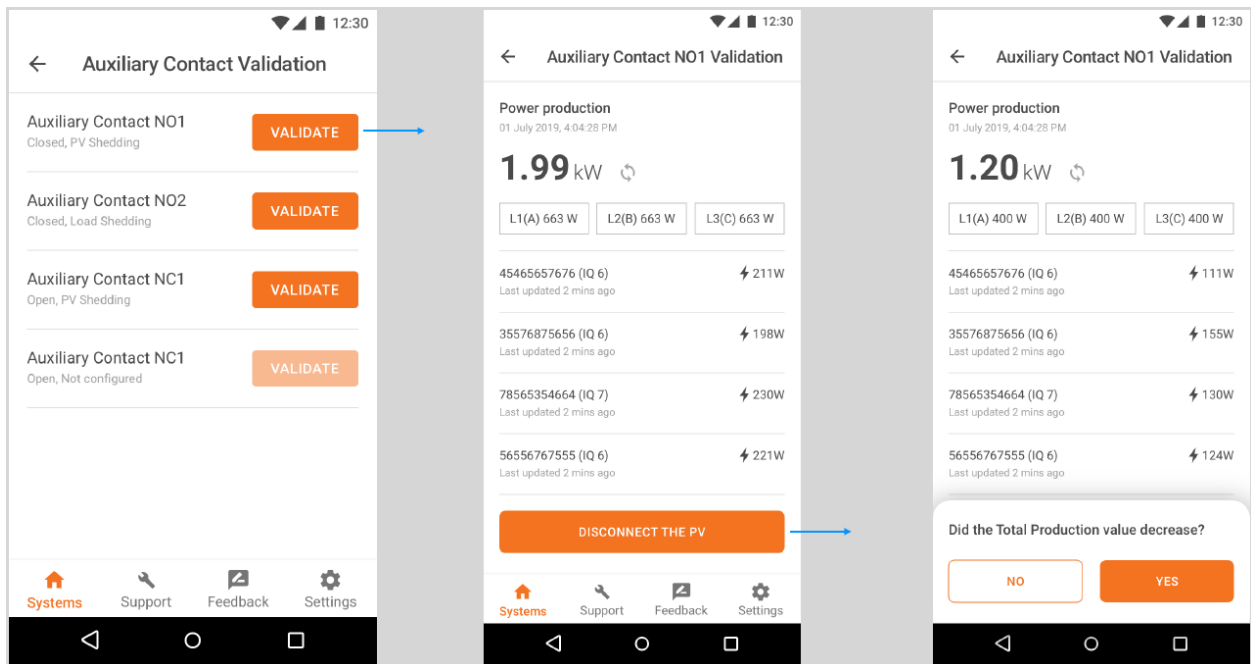 12:30
Auxiliary Contact Validation
Auxiliary Contact NO1
Closed, PV Shedding
VALIDATE
Auxiliary Contact NO2
Closed, Load Shedding
VALIDATE
Auxiliary Contact NC1
Open, PV Shedding
VALIDATE
Auxiliary Contact NC1
Open, Not configured
VALIDATE
Systems Support Feedback Settings
12:30
Auxiliary Contact NO1 Validation
Power production
01 July 2019, 4:04:28 PM
1.99 kW
L1(A) 663 W L2(B) 663 W L3(C) 663 W
45465657676 (IQ 6) 211W
Last updated 2 mins ago
35576875656 (IQ 6) 198W
Last updated 2 mins ago
78565354664 (IQ 7) 230W
Last updated 2 mins ago
56556767555 (IQ 6) 221W
Last updated 2 mins ago
DISCONNECT THE PV
Systems Support Feedback Settings
12:30
Auxiliary Contact NO1 Validation
Power production
01 July 2019, 4:04:28 PM
1.20 kW
L1(A) 400 W L2(B) 400 W L3(C) 400 W
45465657676 (IQ 6) 111W
Last updated 2 mins ago
35576875656 (IQ 6) 155W
Last updated 2 mins ago
78565354664 (IQ 7) 130W
Last updated 2 mins ago
56556767555 (IQ 6) 124W
Last updated 2 mins ago
Did the Total Production value decrease?
NO YES